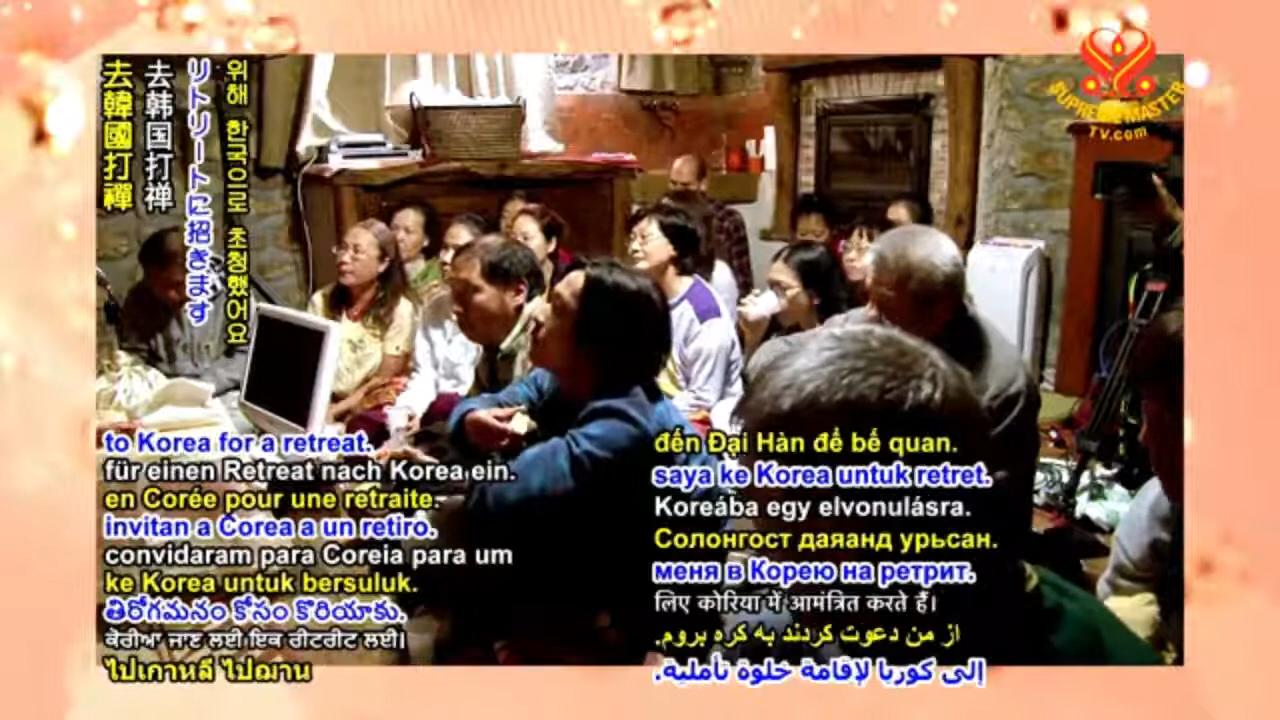 去韓國打禪
去韩国打禅
リトリートに招きます
위해 한국으로 초청했어요
SUPREME MASTER
TV.com
to Korea for a retreat.
für einen Retreat nach Korea ein.
en Corée pour une retraite.
invitan a Corea a un retiro.
convidaram para Coreia para um
ke Korea untuk bersuluk.
తిరోగమనం కోసం కొరియాకు.
ਕੋਰੀਆ ਜਾਣ ਲਈ ਇਕ ਰੀਟਰੀਟ ਲਈ।
ไปเกาหลี ไปฌาน
đến Đại Hàn để bế quan.
saya ke Korea untuk retret.
Koreába egy elvonulásra.
Солонгост даяанд урьсан.
меня в Корею на ретрит.
लिए कोरिया में आमंत्रित करते हैं।
از من دعوت کردند به کره بروم.
إلى كوريا لإقامة خلوة تأملية.